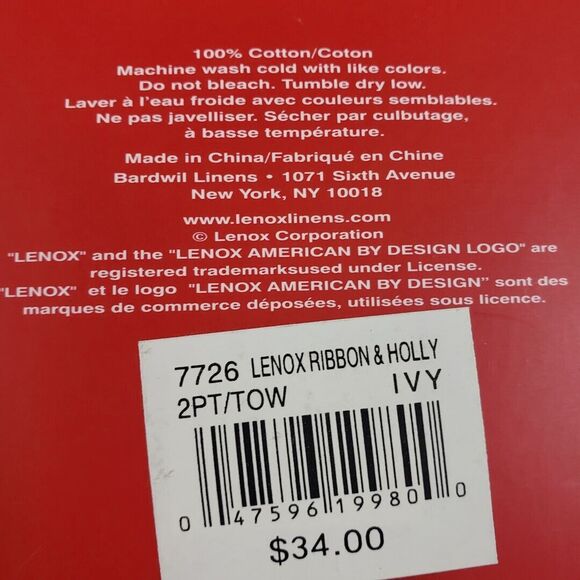 100% Cotton/Coton
Machine wash cold with like colors.
Do not bleach. Tumble dry low.
Laver à l'eau froide avec couleurs semblables.
Ne pas javelliser. Sécher par culbutage,
à basse température.
Made in China/Fabriqué en Chine
Bardwil Linens • 1071 Sixth Avenue
New York, NY 10018
www.lenoxlinens.com
© Lenox Corporation
"LENOX" and the "LENOX AMERICAN BY DESIGN LOGO" are
registered trademarksused under License.
"LENOX" et le logo "LENOX AMERICAN BY DESIGN" sont des
marques de commerce déposées, utilisées sous licence.
7726 LENOX RIBBON & HOLLY
2PT/TOW IVY
0 47596 19980 0
$34.00